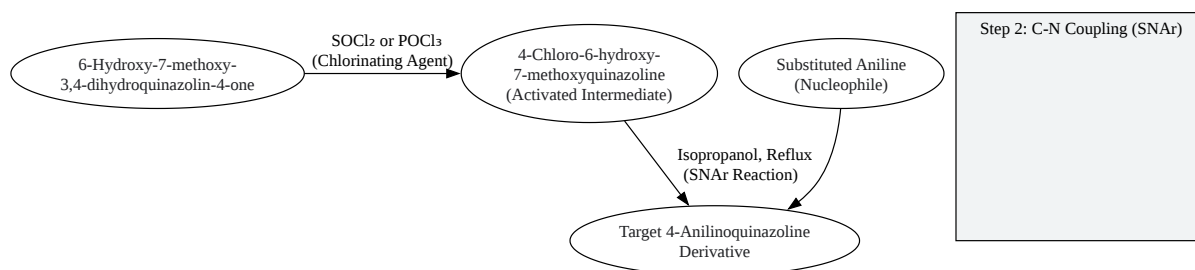 6-Hydroxy-7-methoxy-
3,4-dihydroquinazolin-4-one
SOCl₂ or POCl₃
(Chlorinating Agent)
4-Chloro-6-hydroxy-
7-methoxyquinazoline
(Activated Intermediate)
Substituted Aniline
(Nucleophile)
Step 2: C-N Coupling (SNAr)
Isopropanol, Reflux
(SNAr Reaction)
Target 4-Anilinoquinazoline
Derivative